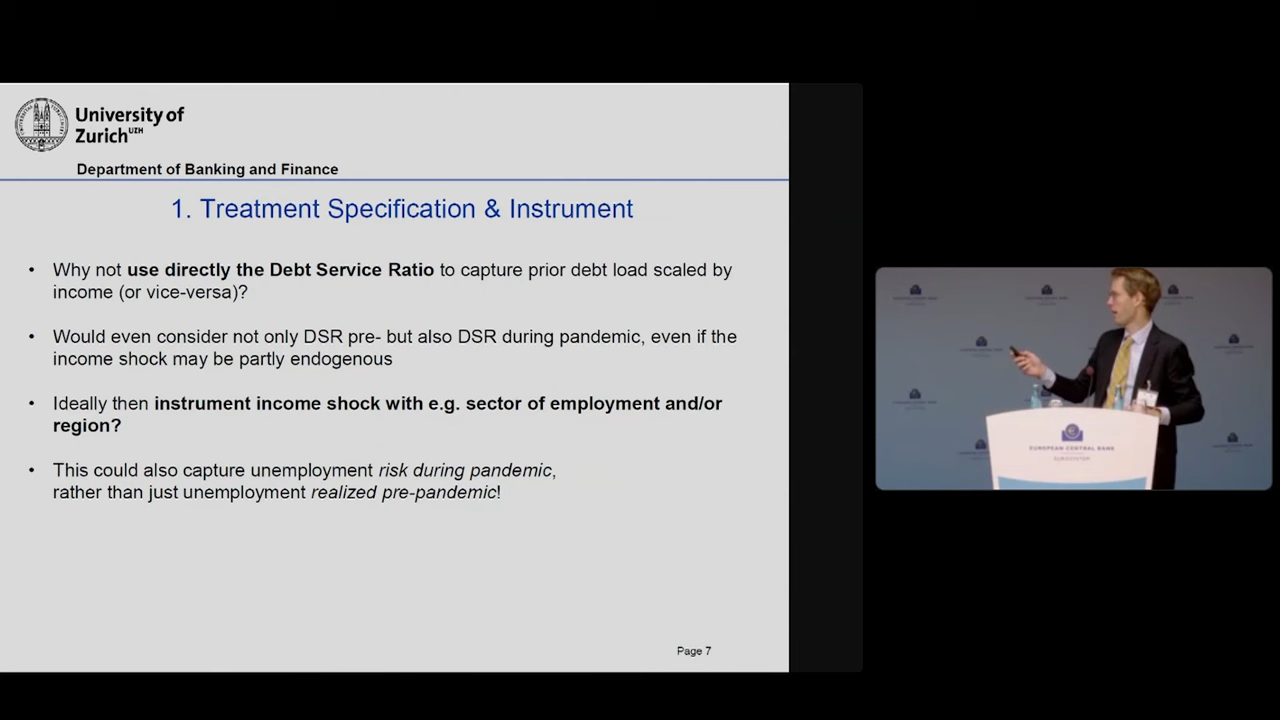 University of
Zurich UZH
Department of Banking and Finance
1. Treatment Specification & Instrument
• Why not use directly the Debt Service Ratio to capture prior debt load scaled by
income (or vice-versa)?
• Would even consider not only DSR pre- but also DSR during pandemic, even if the
income shock may be partly endogenous
• Ideally then instrument income shock with e.g. sector of employment and/or
region?
• This could also capture unemployment risk during pandemic,
rather than just unemployment realized pre-pandemic!
Page 7
EUROPEAN CENTRAL BANK
EUROSYSTEM